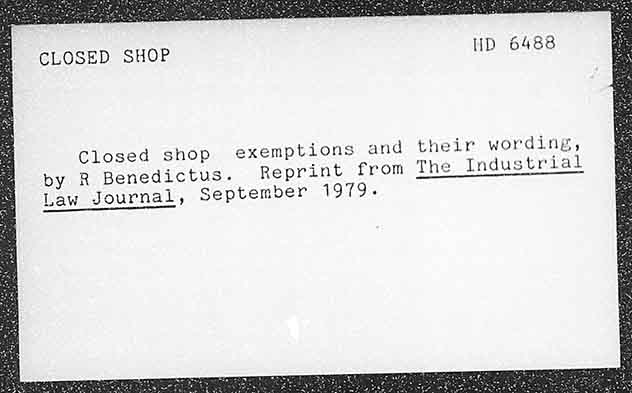 CLOSED SHOP HD 6488
Closed shop exemptions and their wording,
by R Benedictus. Reprint from The Industrial
Law Journal, September 1979.